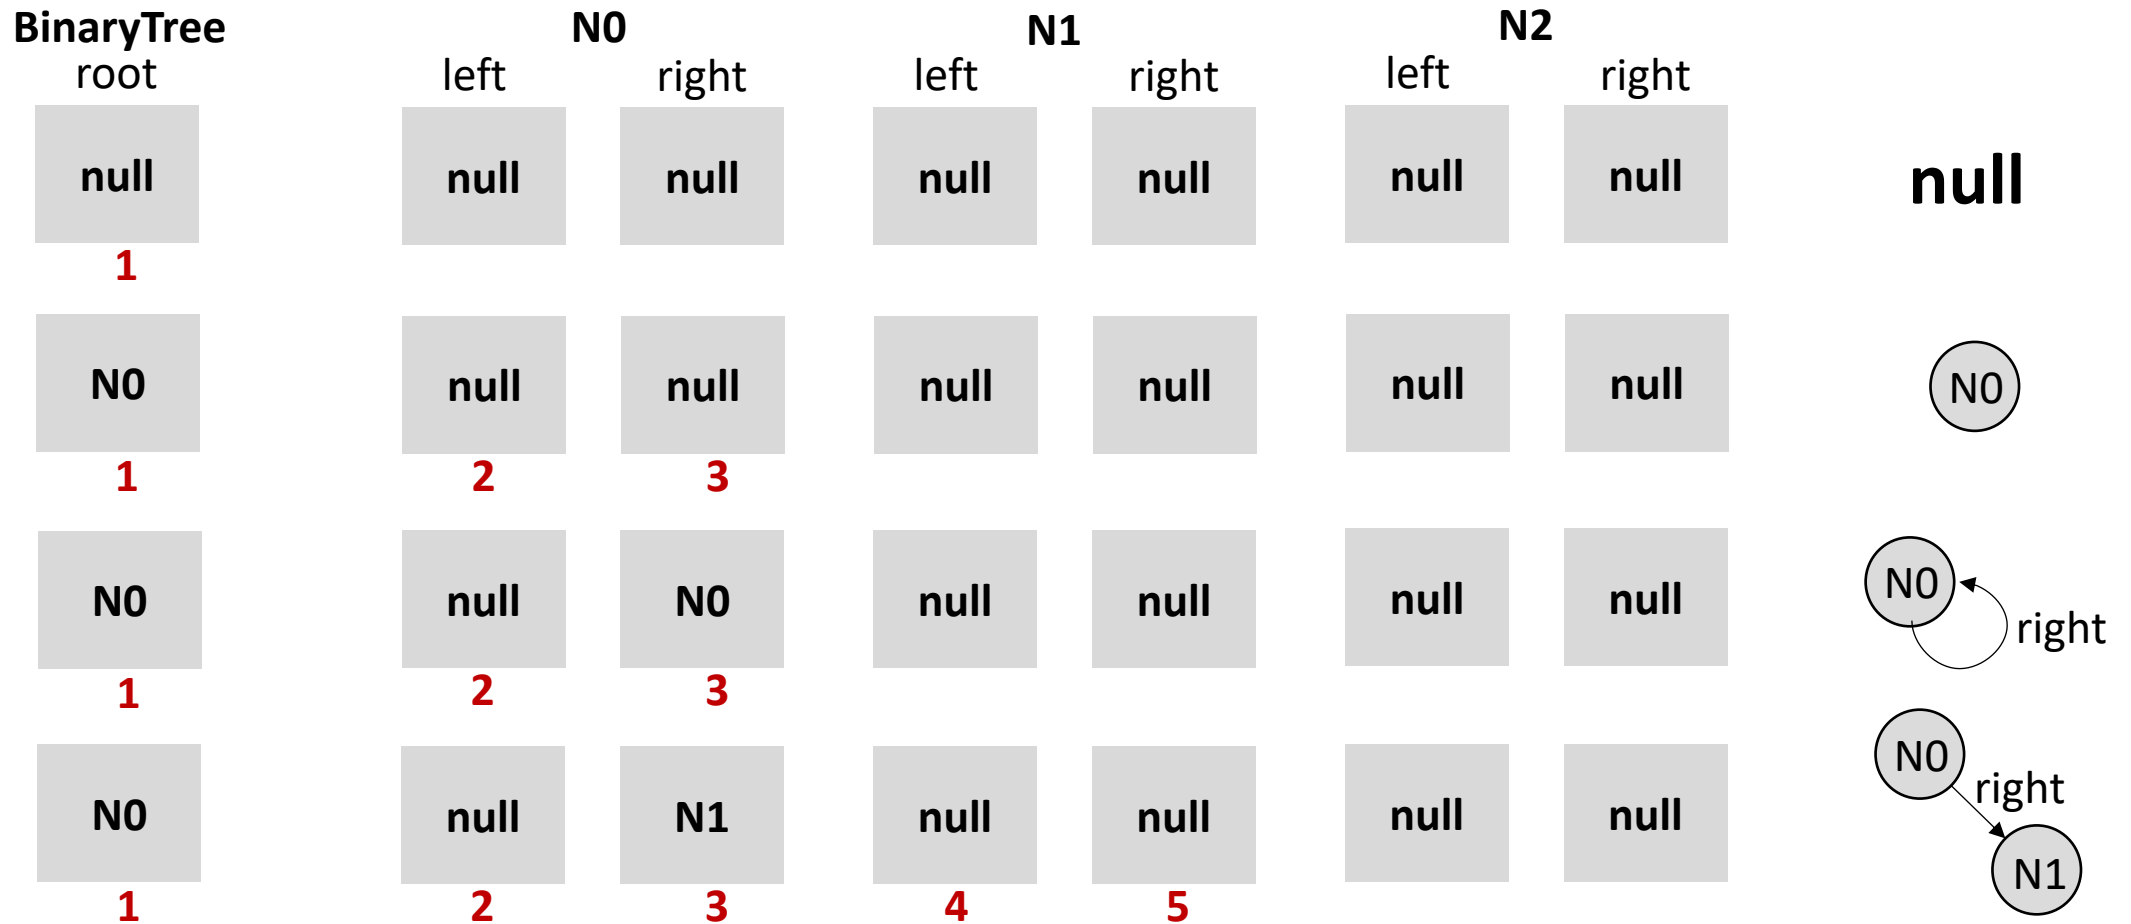 BinaryTree N0 N1 N2
root left right left right left right
null null null null null null null null
1
N0 null null null null null null N0
1 2 3
N0 null N0 null null null null N0
right
1 2 3
N0 null N1 null null null null N0
right
N1
1 2 3 4 5